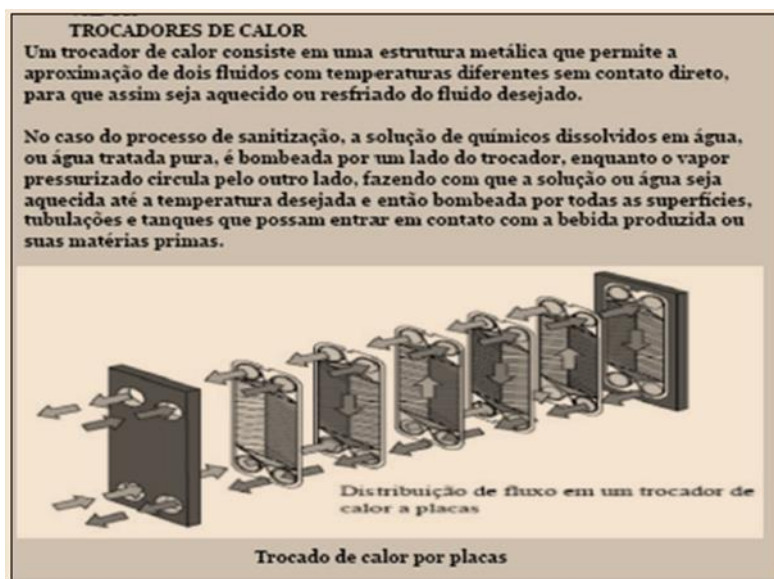 TROCADORES DE CALOR
Um trocador de calor consiste em uma estrutura metálica que permite a
aproximação de dois fluidos com temperaturas diferentes sem contato direto,
para que assim seja aquecido ou resfriado do fluido desejado.
No caso do processo de sanitização, a solução de químicos dissolvidos em água,
ou água tratada pura, é bombeada por um lado do trocador, enquanto o vapor
pressurizado circula pelo outro lado, fazendo com que a solução ou água seja
aquecida até a temperatura desejada e então bombeada por todas as superfícies,
tubulações e tanques que possam entrar em contato com a bebida produzida ou
suas matérias primas.
Distribuição de fluxo em um trocador de
calor a placas
Trocado de calor por placas